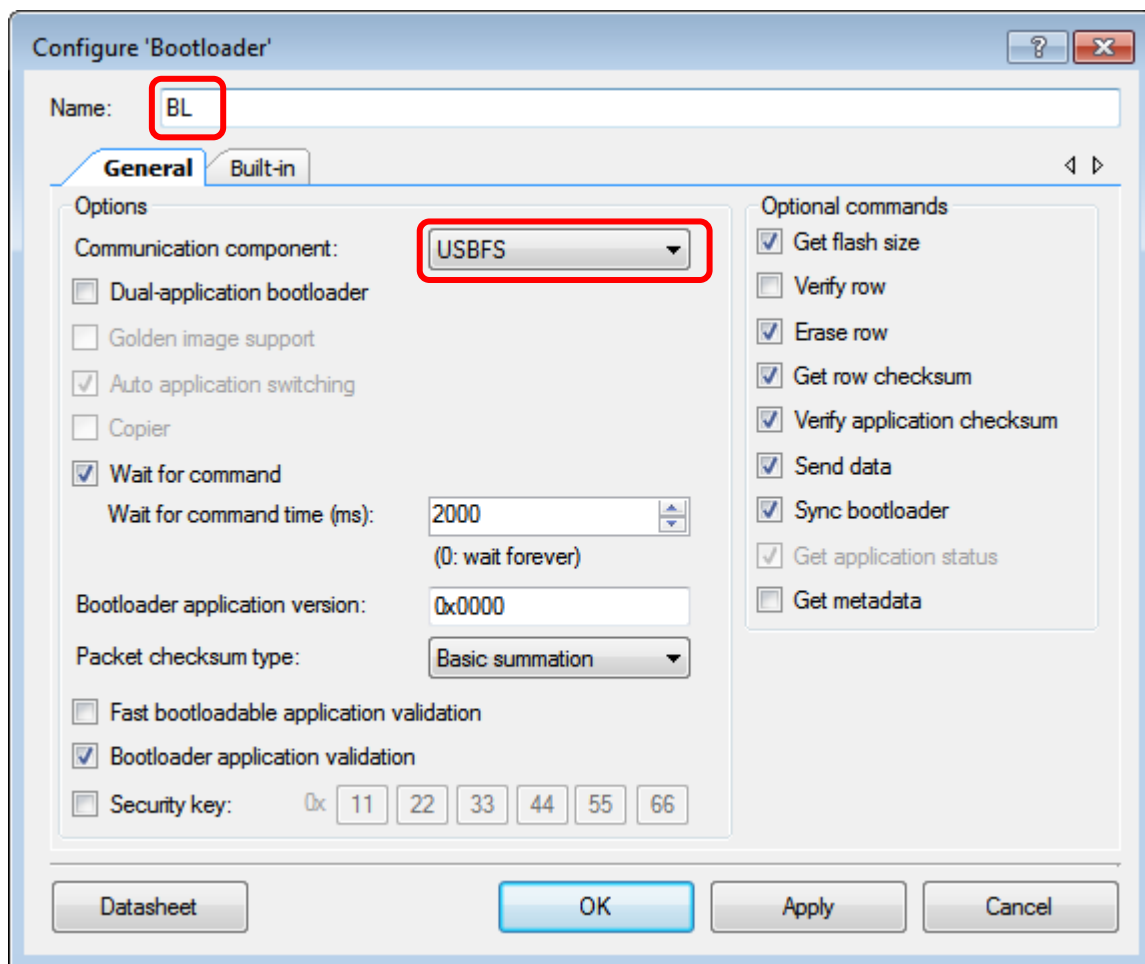 Configure 'Bootloader'
Name: BL
General Built-in
Options
Communication component: USBFS
Dual-application bootloader
Golden image support
Auto application switching
Copier
Wait for command
Wait for command time (ms): 2000
(0: wait forever)
Bootloader application version: 0x0000
Packet checksum type: Basic summation
Fast bootloadable application validation
Bootloader application validation
Security key: 0x 11 22 33 44 55 66
Optional commands
Get flash size
Verify row
Erase row
Get row checksum
Verify application checksum
Send data
Sync bootloader
Get application status
Get metadata
Datasheet OK Apply Cancel